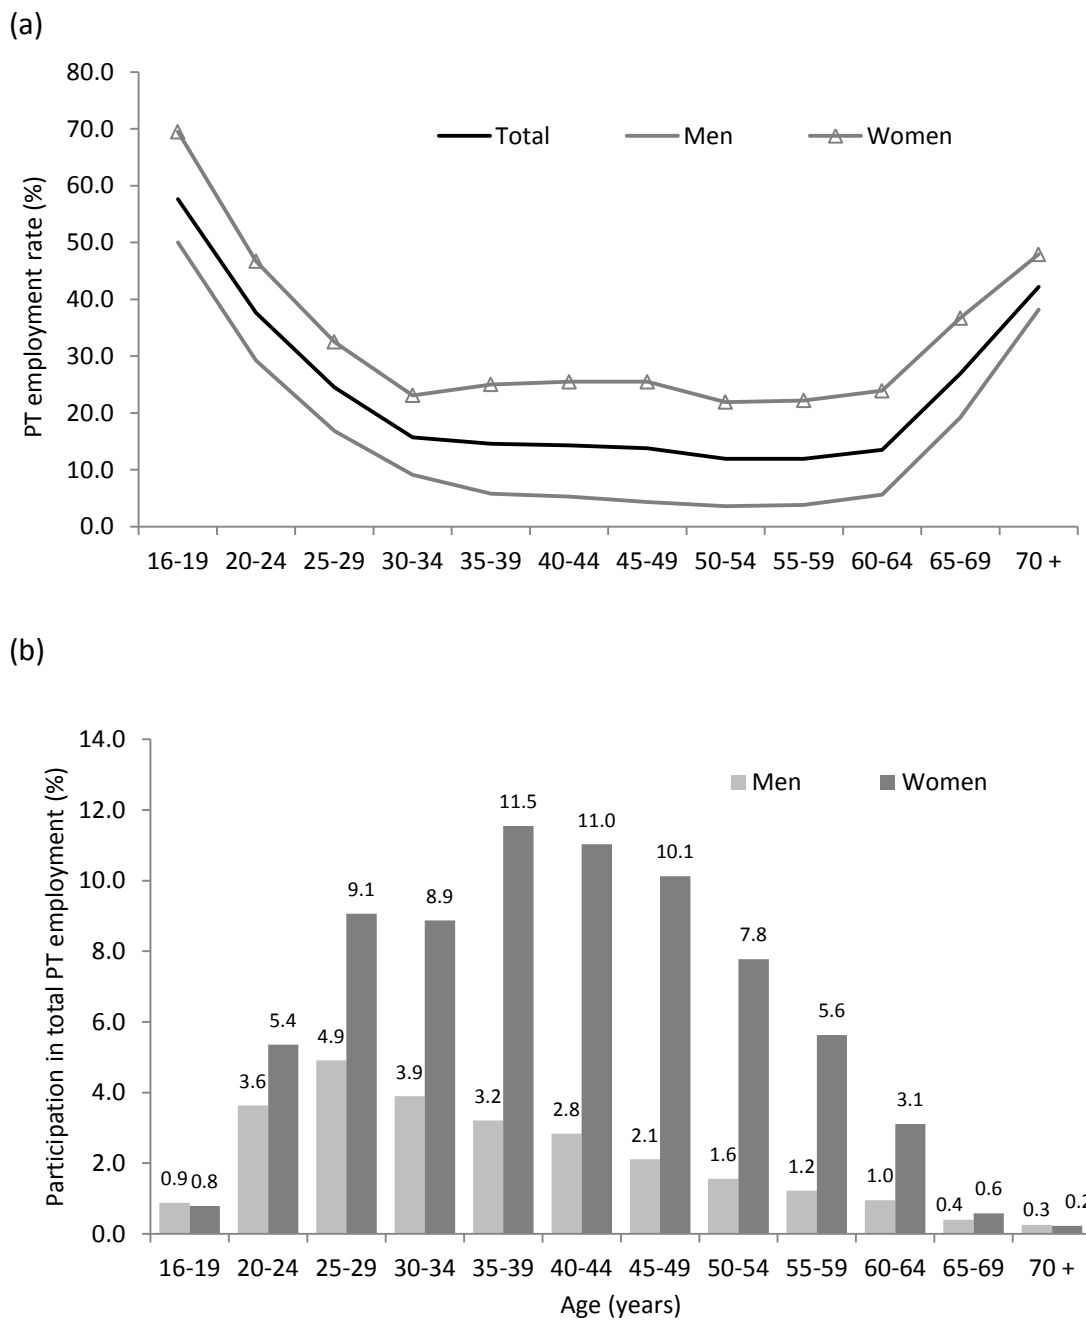 (a)
80.0
70.0
60.0
50.0
40.0
30.0
20.0
10.0
0.0
PT employment rate (%)
Total Men Women
16-19 20-24 25-29 30-34 35-39 40-44 45-49 50-54 55-59 60-64 65-69 70 +
(b)
14.0
12.0
10.0
8.0
6.0
4.0
2.0
0.0
Participation in total PT employment (%)
Men Women
0.9 0.8 3.6 5.4 4.9 9.1 3.9 8.9 3.2 11.5 2.8 11.0 2.1 10.1 1.6 7.8 1.2 5.6 1.0 3.1 0.4 0.6 0.3 0.2
16-19 20-24 25-29 30-34 35-39 40-44 45-49 50-54 55-59 60-64 65-69 70 +
Age (years)